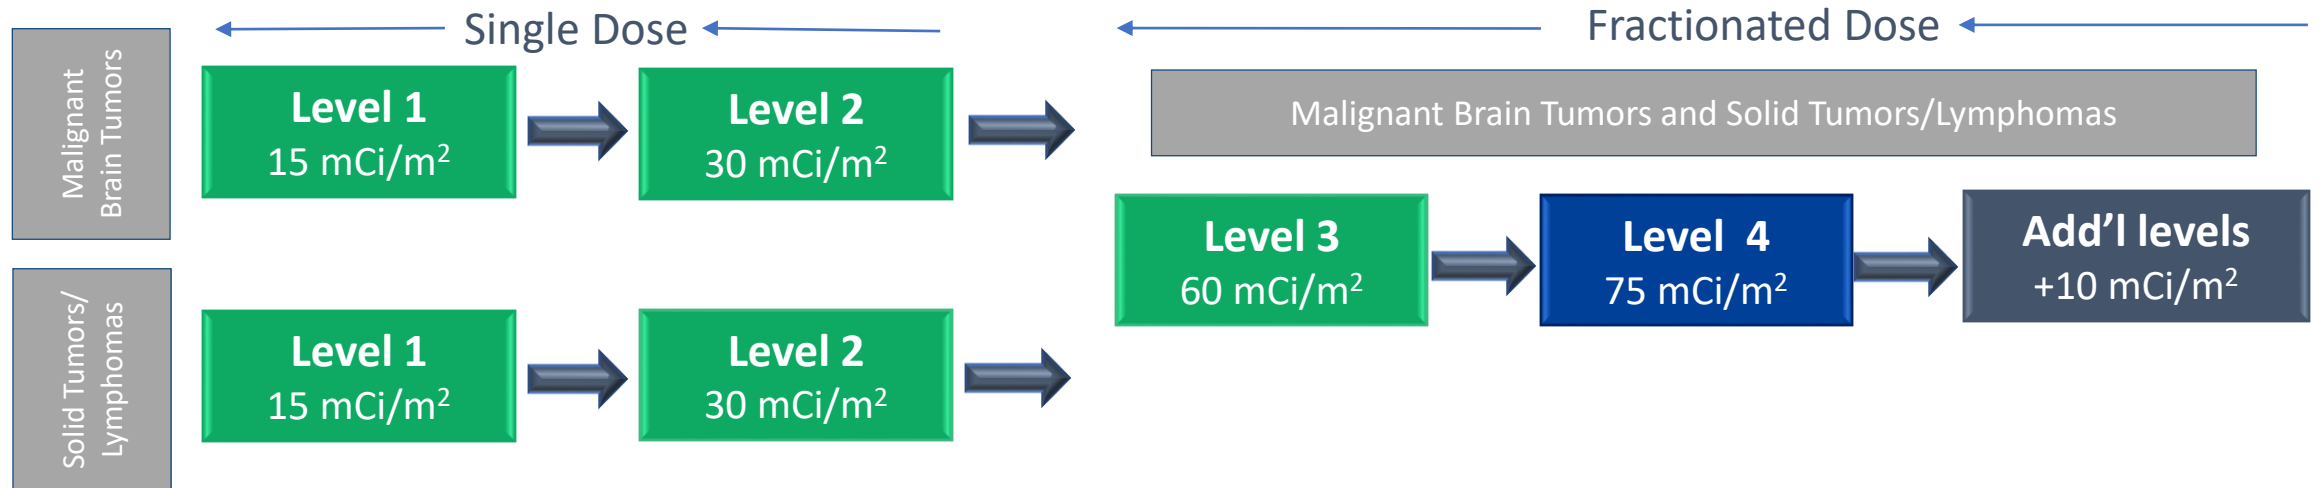 Single Dose
Fractionated Dose
Malignant
Brain Tumors
Level 1
15 mCi/m²
Level 2
30 mCi/m²
Malignant Brain Tumors and Solid Tumors/Lymphomas
Level 3
60 mCi/m²
Level 4
75 mCi/m²
Add'l levels
+10 mCi/m²
Solid Tumors/
Lymphomas
Level 1
15 mCi/m²
Level 2
30 mCi/m²